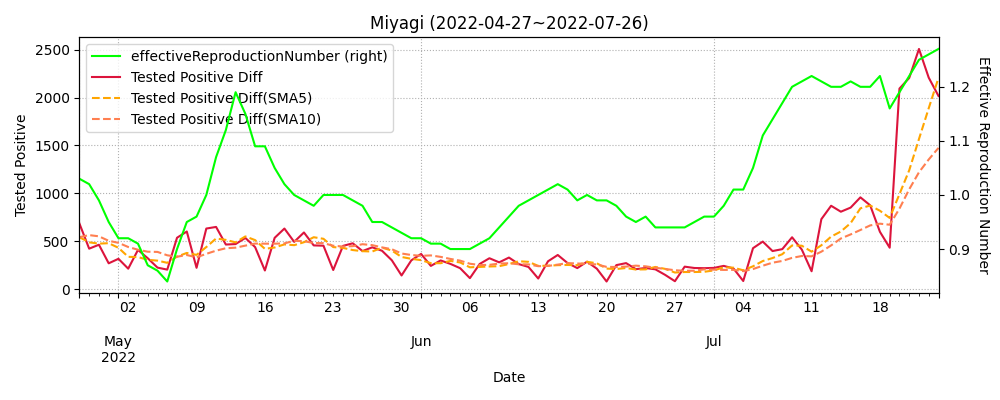 Miyagi (2022-04-27~2022-07-26)
effectiveReproductionNumber (right)
Tested Positive Diff
Tested Positive Diff(SMA5)
Tested Positive Diff(SMA10)
Tested Positive
2500
2000
1500
1000
500
0
Effective Reproduction Number
1.2
1.1
1.0
0.9
02 09 16 23 30 06 13 20 27 04 11 18
May Jun Jul
2022
Date